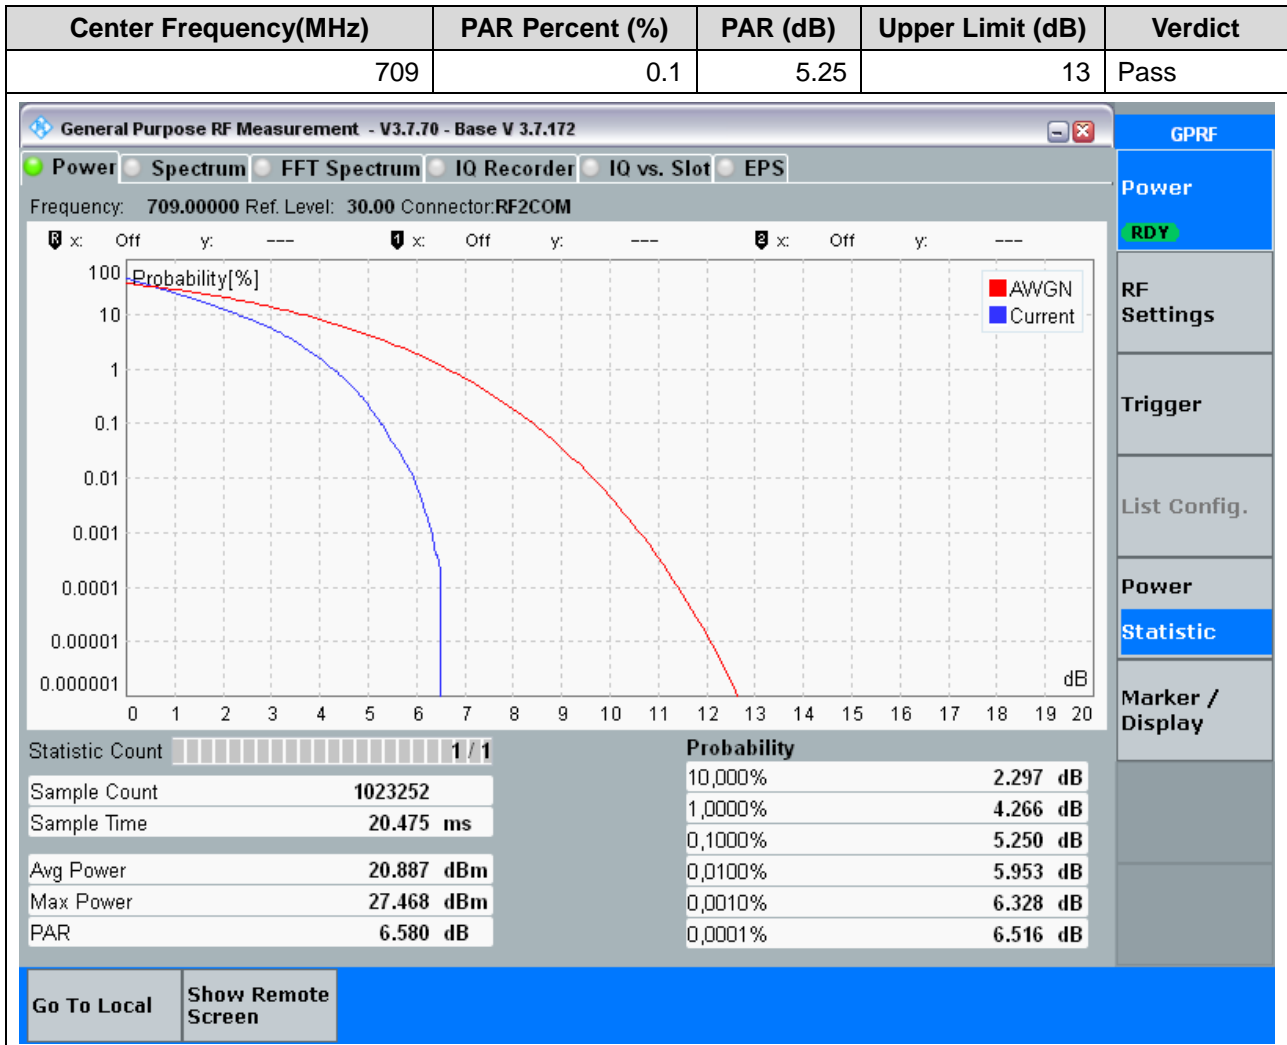 Center Frequency(MHz) PAR Percent (%) PAR (dB) Upper Limit (dB) Verdict
709 0.1 5.25 13 Pass
General Purpose RF Measurement - V3.7.70 - Base V 3.7.172
GPRF
Power Spectrum FFT Spectrum IQ Recorder IQ vs. Slot EPS
Frequency: 709.00000 Ref. Level: 30.00 Connector:RF2COM
R x: Off y: --- 1 x: Off y: --- 2 x: Off y: ---
Probability[%]
AWGN
Current
100
10
1
0.1
0.01
0.001
0.0001
0.00001
0.000001
dB
0 1 2 3 4 5 6 7 8 9 10 11 12 13 14 15 16 17 18 19 20
Statistic Count 1 / 1
Sample Count 1023252
Sample Time 20.475 ms
Avg Power 20.887 dBm
Max Power 27.468 dBm
PAR 6.580 dB
Probability
10,000% 2.297 dB
1,0000% 4.266 dB
0,1000% 5.250 dB
0,0100% 5.953 dB
0,0010% 6.328 dB
0,0001% 6.516 dB
Power
RDY
RF
Settings
Trigger
List Config.
Power
Statistic
Marker /
Display
Go To Local
Show Remote
Screen